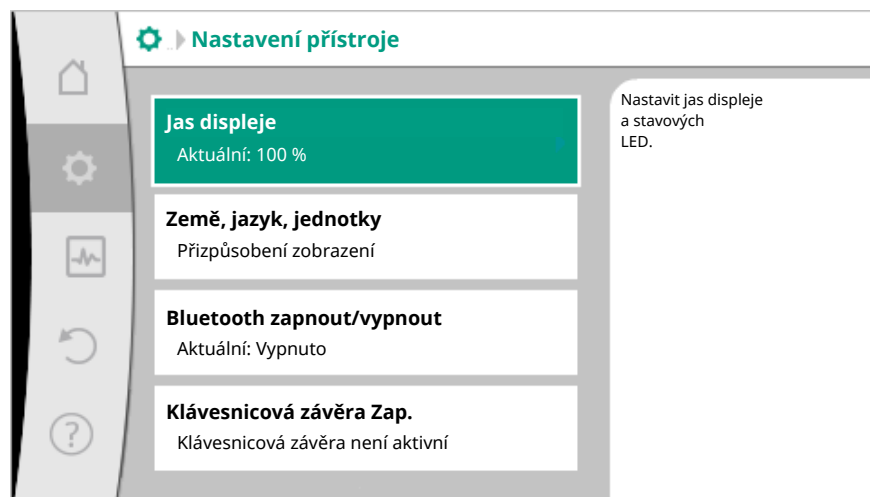 Nastavení přístroje
Jas displeje
Aktuální: 100 %
Země, jazyk, jednotky
Přizpůsobení zobrazení
Bluetooth zapnout/vypnout
Aktuální: Vypnuto
Klávesnicová závěra Zap.
Klávesnicová závěra není aktivní
Nastavit jas displeje
a stavových
LED.
?